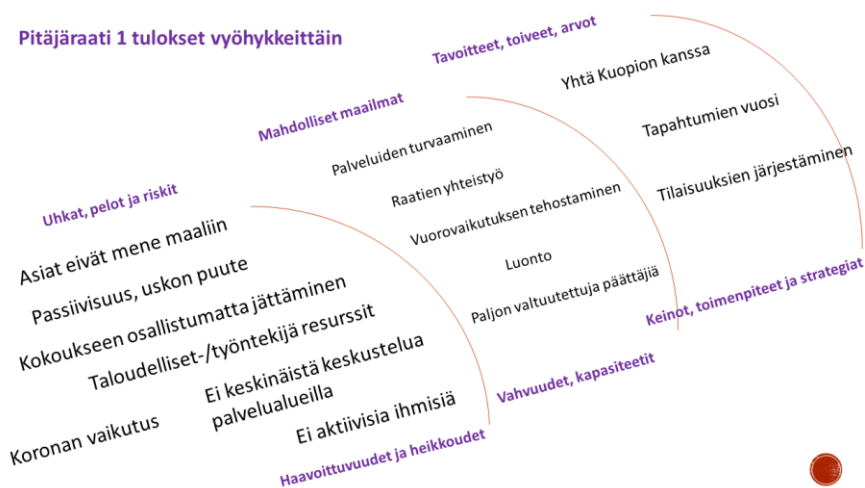 Pitäjäraati 1 tulokset vyöhykkeittäin
Uhkat, pelot ja riskit
Asiat eivät mene maaliin
Passiivisuus, uskon puute
Kokoukseen osallistumatta jättäminen
Taloudelliset-/työntekijä resurssit
Ei keskinäistä keskustelua
palvelualueilla
Koronan vaikutus
Ei aktiivisia ihmisiä
Haavoittuvuudet ja heikkoudet
Mahdolliset maailmat
Palveluiden turvaaminen
Raatien yhteistyö
Vuorovaikutuksen tehostaminen
Luonto
Paljon valtuutettuja päättäjiä
Vahvuudet, kapasiteetit
Tavoitteet, toiveet, arvot
Yhtä Kuopion kanssa
Tapahtumien vuosi
Tilaisuuksien järjestäminen
Keinot, toimenpiteet ja strategiat